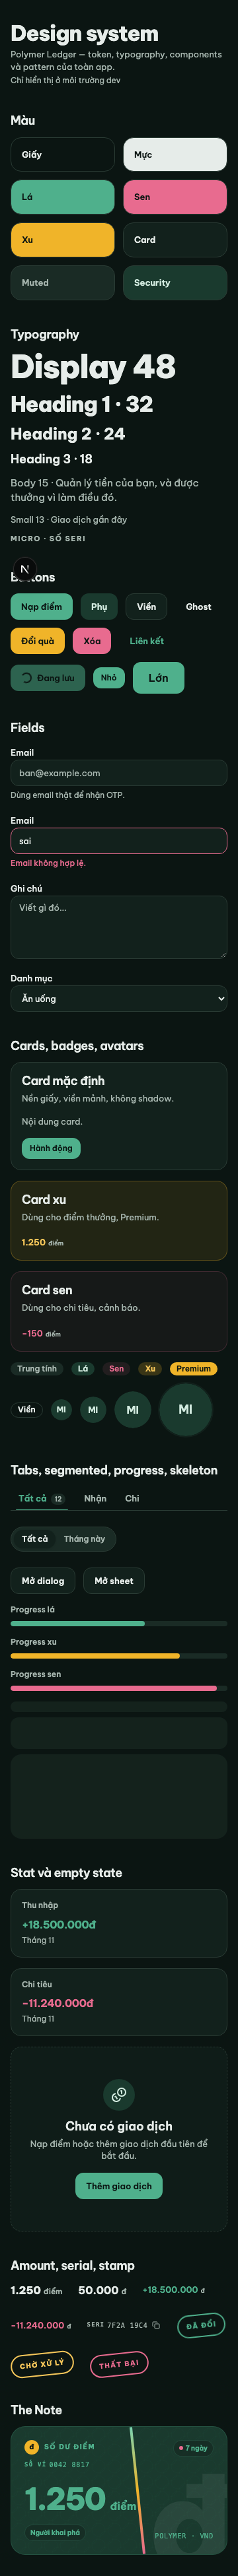 Design system
Polymer Ledger — token, typography, components
và pattern của toàn app.
Chỉ hiển thị ở môi trường dev
Màu
Giấy
Mực
Lá
Sen
Xu
Card
Muted
Security
Typography
Display 48
Heading 1 · 32
Heading 2 · 24
Heading 3 · 18
Body 15 · Quản lý tiền của bạn, và được
thưởng vì làm điều đó.
Small 13 · Giao dịch gần đây
MICRO · SỐ SERI
N
ons
Nạp điểm
Phụ
Viền
Ghost
Đổi quà
Xóa
Liên kết
Đang lưu
Nhỏ
Lớn
Fields
Email
ban@example.com
Dùng email thật để nhận OTP.
Email
sai
Email không hợp lệ.
Ghi chú
Viết gì đó...
Danh mục
Ăn uống
Cards, badges, avatars
Card mặc định
Nền giấy, viền mảnh, không shadow.
Nội dung card.
Hành động
Card xu
Dùng cho điểm thưởng, Premium.
1.250 điểm
Card sen
Dùng cho chi tiêu, cảnh báo.
−150 điểm
Trung tính
Lá
Sen
Xu
Premium
Viền
MI
MI
MI
MI
Tabs, segmented, progress, skeleton
Tất cả 12
Nhận
Chi
Tất cả
Tháng này
Mở dialog
Mở sheet
Progress lá
Progress xu
Progress sen
Stat và empty state
Thu nhập
+18.500.000đ
Tháng 11
Chi tiêu
−11.240.000đ
Tháng 11
Chưa có giao dịch
Nạp điểm hoặc thêm giao dịch đầu tiên để
bắt đầu.
Thêm giao dịch
Amount, serial, stamp
1.250 điểm
50.000 đ
+18.500.000 đ
−11.240.000 đ
SERI 7F2A 19C4
ĐÃ ĐỔI
CHỜ XỬ LÝ
THẤT BẠI
The Note
đ SỐ DƯ ĐIỂM
7 ngày
SỐ VÍ 0042 8817
1.250 điểm
đ
Người khai phá
POLYMER · VND